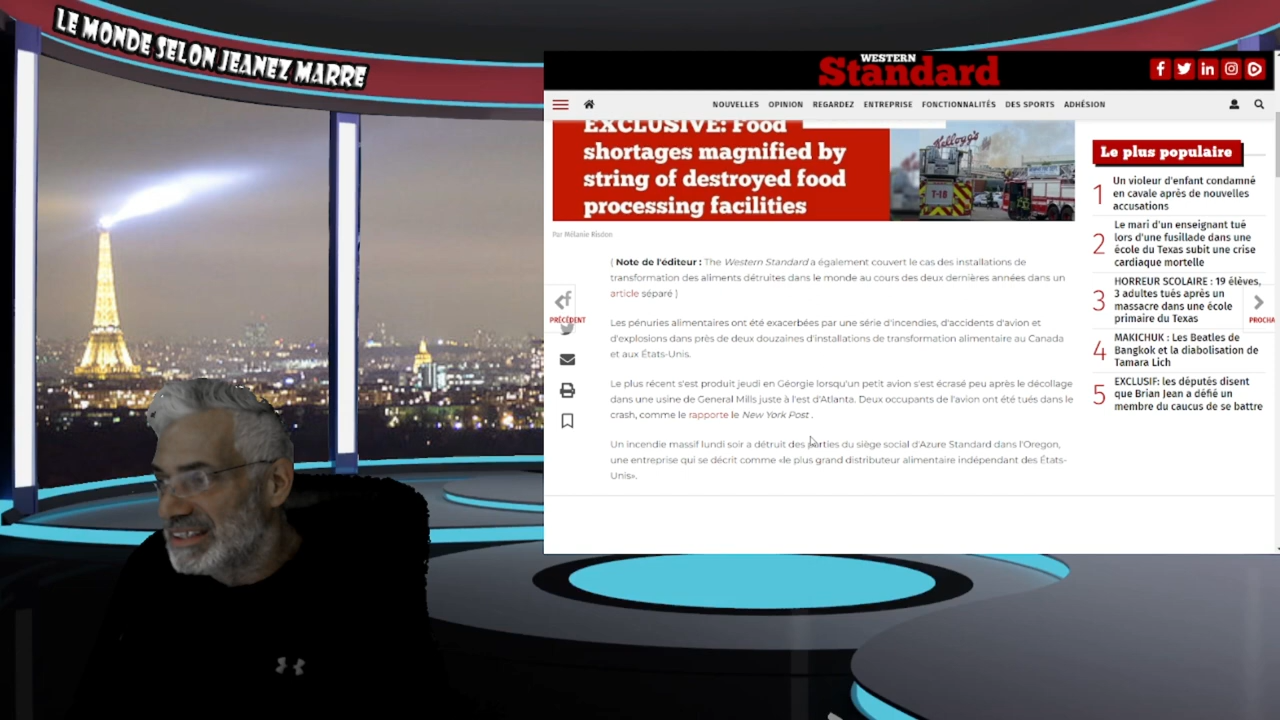 LE MONDE SELON JEANEZ MARRE
WESTERN
Standard
NOUVELLES OPINION REGARDEZ ENTREPRISE FONCTIONNALITÉS DES SPORTS ADHÉSION
EXCLUSIVE: Food
shortages magnified by
string of destroyed food
processing facilities
Kellogg's
T-18
Par Mélanie Risdon
( Note de l'éditeur : The Western Standard a également couvert le cas des installations de
transformation des aliments détruites dans le monde au cours des deux dernières années dans un
article séparé )
PRÉCÉDENT
Les pénuries alimentaires ont été exacerbées par une série d'incendies, d'accidents d'avion et
d'explosions dans près de deux douzaines d'installations de transformation alimentaire au Canada
et aux États-Unis.
Le plus récent s'est produit jeudi en Géorgie lorsqu'un petit avion s'est écrasé peu après le décollage
dans une usine de General Mills juste à l'est d'Atlanta. Deux occupants de l'avion ont été tués dans le
crash, comme le rapporte le New York Post .
Un incendie massif lundi soir a détruit des parties du siège social d'Azure Standard dans l'Oregon,
une entreprise qui se décrit comme «le plus grand distributeur alimentaire indépendant des États-
Unis».
Le plus populaire
1 Un violeur d'enfant condamné
en cavale après de nouvelles
accusations
2 Le mari d'un enseignant tué
lors d'une fusillade dans une
école du Texas subit une crise
cardiaque mortelle
3 HORREUR SCOLAIRE : 19 élèves,
3 adultes tués après un
massacre dans une école
primaire du Texas
PROCHA
4 MAKICHUK : Les Beatles de
Bangkok et la diabolisation de
Tamara Lich
5 EXCLUSIF: les députés disent
que Brian Jean a défié un
membre du caucus de se battre